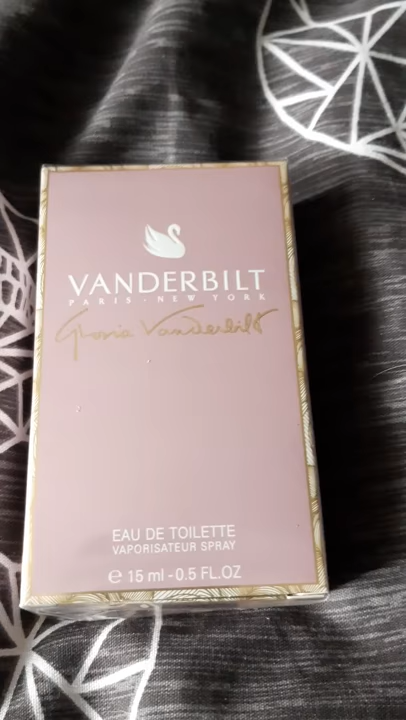 VANDERBILT
PARIS - NEW YORK
Gloria Vanderbilt
EAU DE TOILETTE
VAPORISATEUR SPRAY
℮ 15 ml - 0.5 FL.OZ